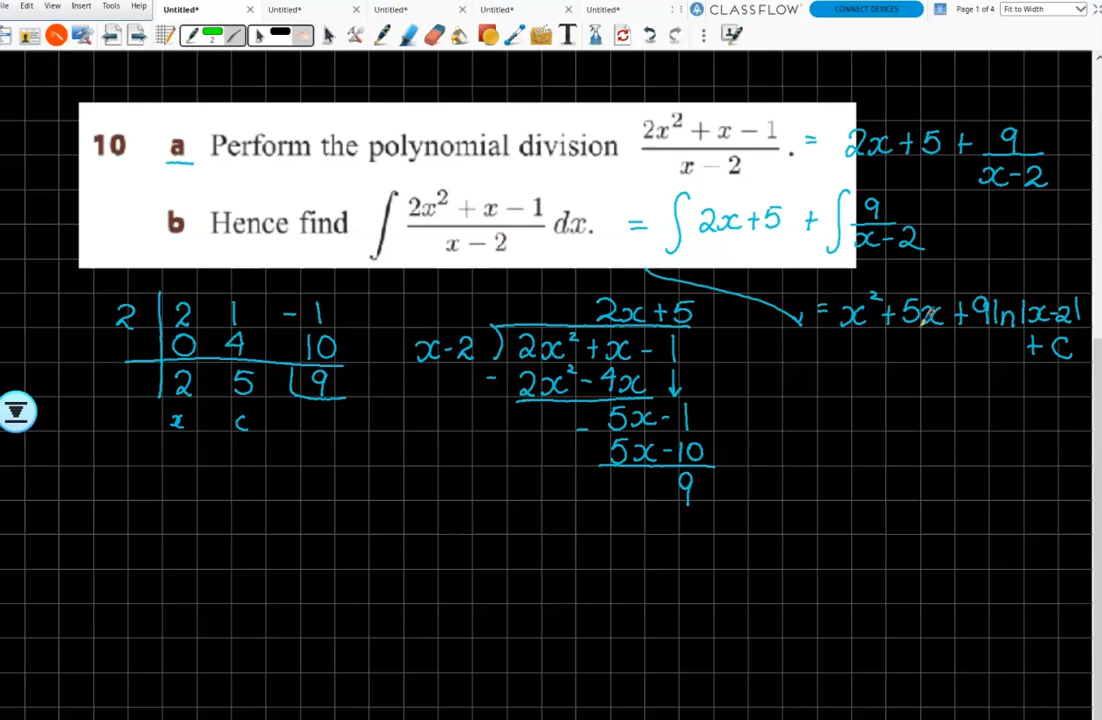 File Edit View Insert Tools Help
Untitled* × Untitled* × Untitled* × Untitled* × Untitled*
CLASSFLOW CONNECT DEVICES Page 1 of 4 Fit to Width
2 T
10 a Perform the polynomial division (2x² + x − 1)/(x − 2). = 2x+5 + 9/(x-2)
b Hence find ∫ (2x² + x − 1)/(x − 2) dx. = ∫ 2x+5 + ∫ 9/(x-2)
= x² + 5x + 9 ln|x-2|
+ C
2 | 2 1 -1
0 4 10
2 5 9
x c
2x+5
x-2 ) 2x² + x - 1
- 2x² - 4x ↓
- 5x - 1
5x - 10
9